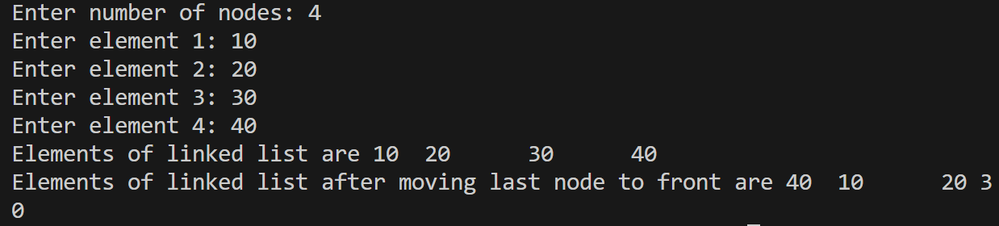 Enter number of nodes: 4
Enter element 1: 10
Enter element 2: 20
Enter element 3: 30
Enter element 4: 40
Elements of linked list are 10  20      30      40
Elements of linked list after moving last node to front are 40  10      20 3
0